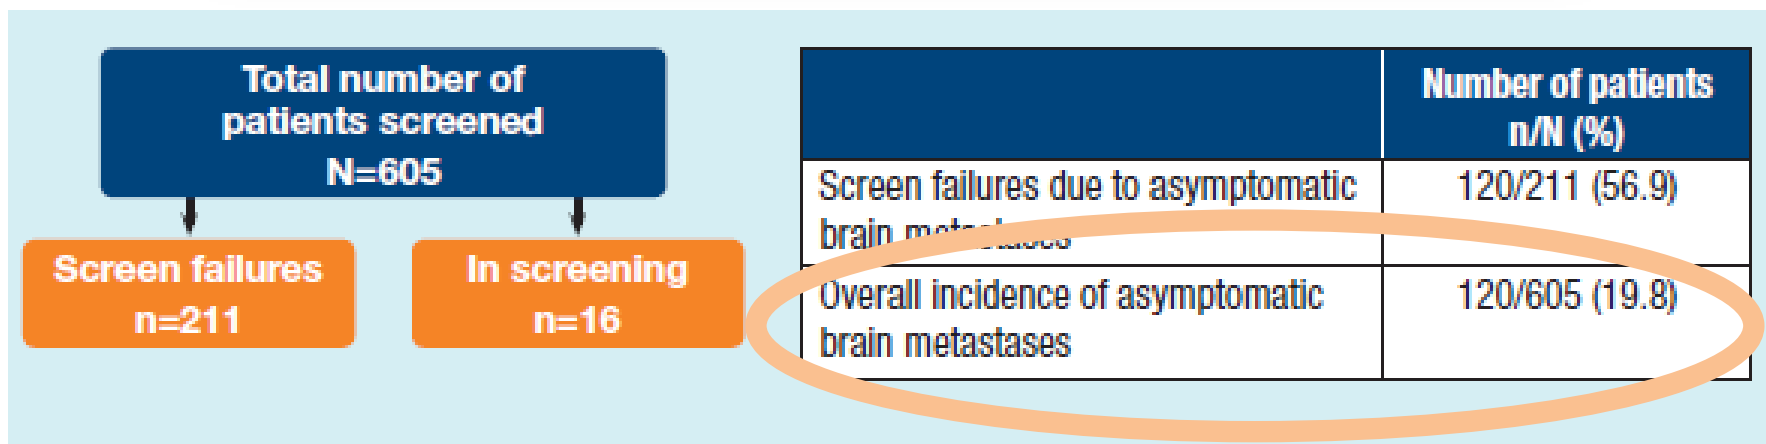 Total number of
patients screened
N=605
Screen failures
n=211
In screening
n=16
Number of patients
n/N (%)
Screen failures due to asymptomatic
brain metastases
120/211 (56.9)
Overall incidence of asymptomatic
brain metastases
120/605 (19.8)